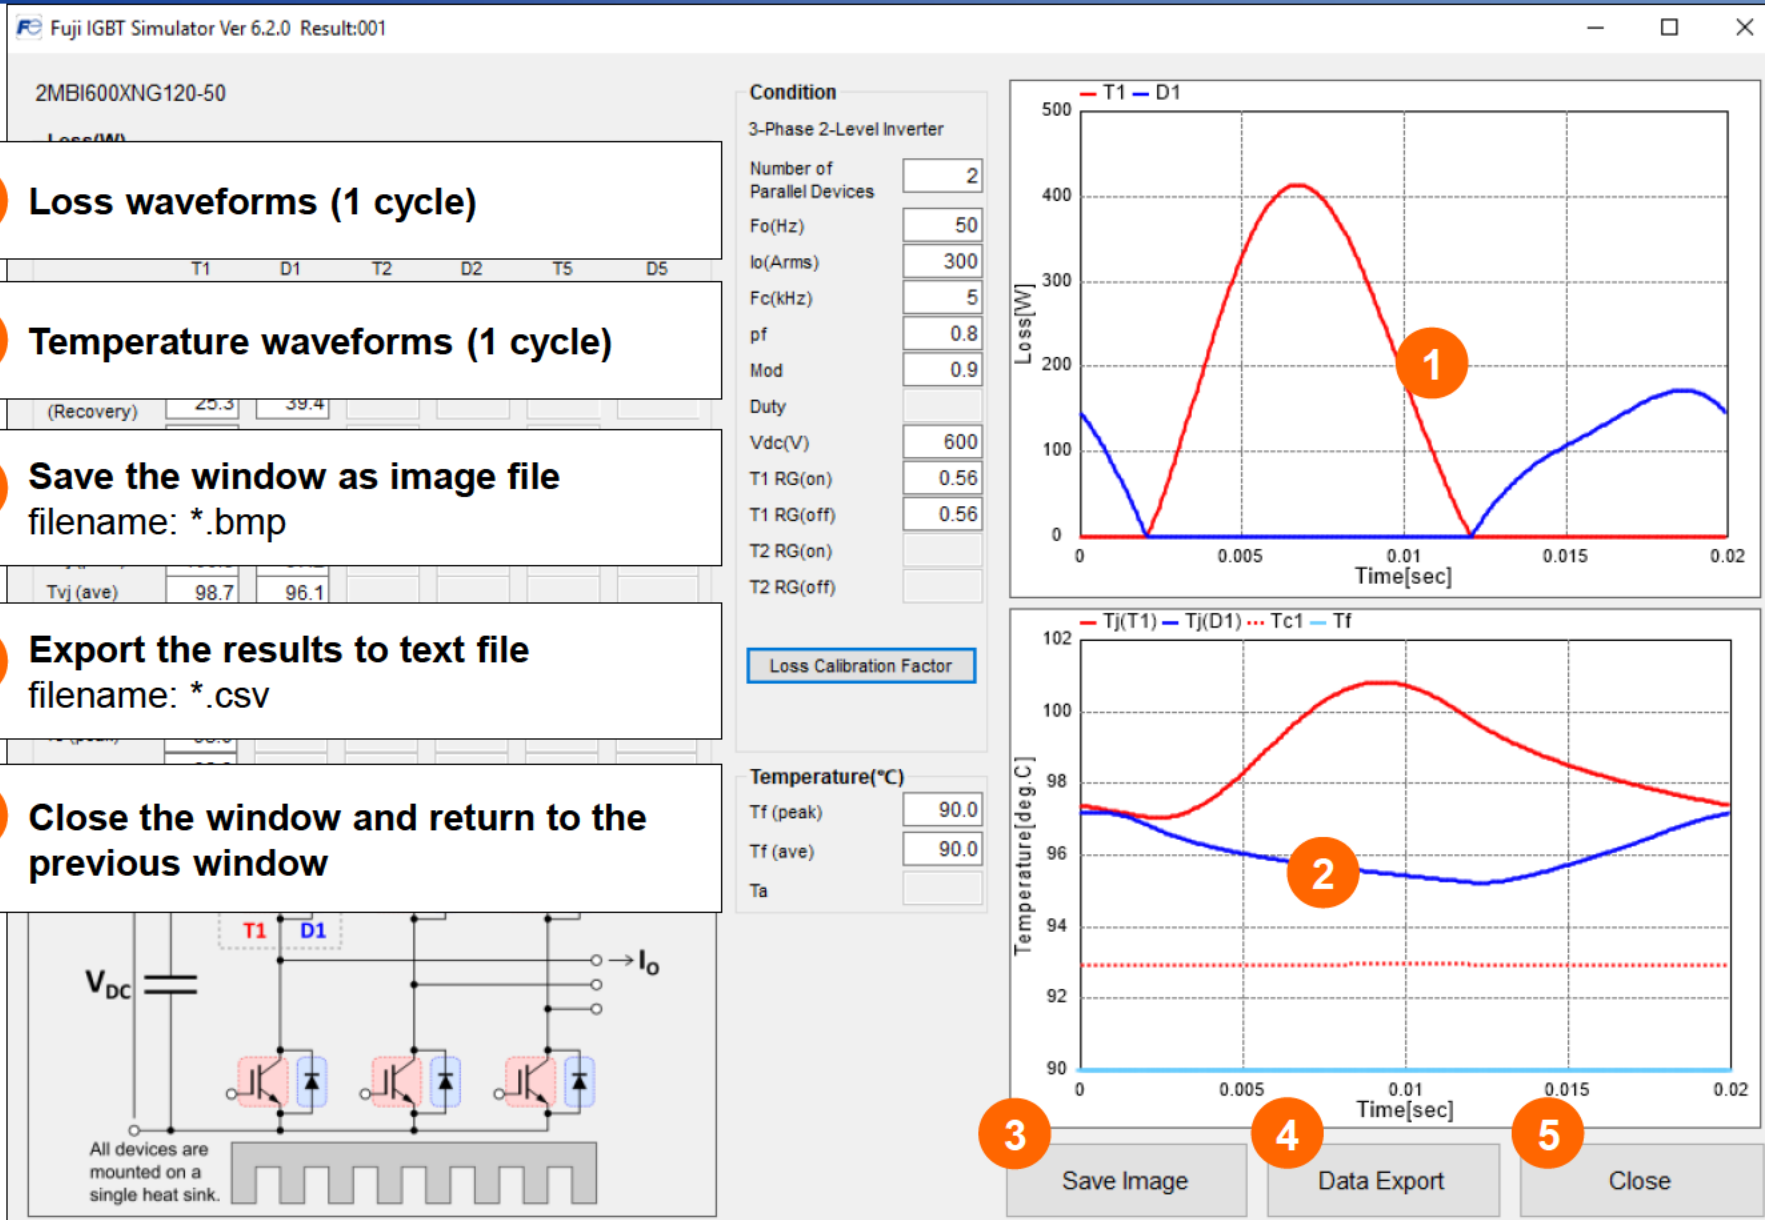 Fuji IGBT Simulator Ver 6.2.0 Result:001
2MBI600XNG120-50
Loss(W)
Loss waveforms (1 cycle)
T1 D1 T2 D2 T5 D5
Temperature waveforms (1 cycle)
(Recovery) 25.3 39.4
Save the window as image file
filename: *.bmp
Tvj (ave) 98.7 96.1
Export the results to text file
filename: *.csv
Close the window and return to the
previous window
T1 D1
VDC
IO
All devices are
mounted on a
single heat sink.
Condition
3-Phase 2-Level Inverter
Number of
Parallel Devices 2
Fo(Hz) 50
Io(Arms) 300
Fc(kHz) 5
pf 0.8
Mod 0.9
Duty
Vdc(V) 600
T1 RG(on) 0.56
T1 RG(off) 0.56
T2 RG(on)
T2 RG(off)
Loss Calibration Factor
Temperature(°C)
Tf (peak) 90.0
Tf (ave) 90.0
Ta
T1 D1
500
400
300
200
100
0
Loss[W]
1
0 0.005 0.01 0.015 0.02
Time[sec]
Tj(T1) Tj(D1) Tc1 Tf
102
100
98
96
94
92
90
Temperature[deg.C]
2
0 0.005 0.01 0.015 0.02
Time[sec]
3 Save Image
4 Data Export
5 Close